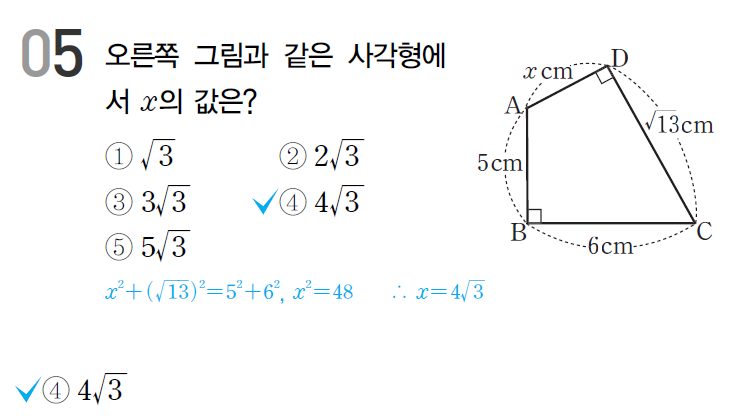 05 오른쪽 그림과 같은 사각형에
서 x의 값은?
① √3 ② 2√3
③ 3√3 ④ 4√3
⑤ 5√3
x²+(√13)²=5²+6², x²=48 ∴ x=4√3
④ 4√3
D
x cm
A
√13cm
5cm
B
C
6cm